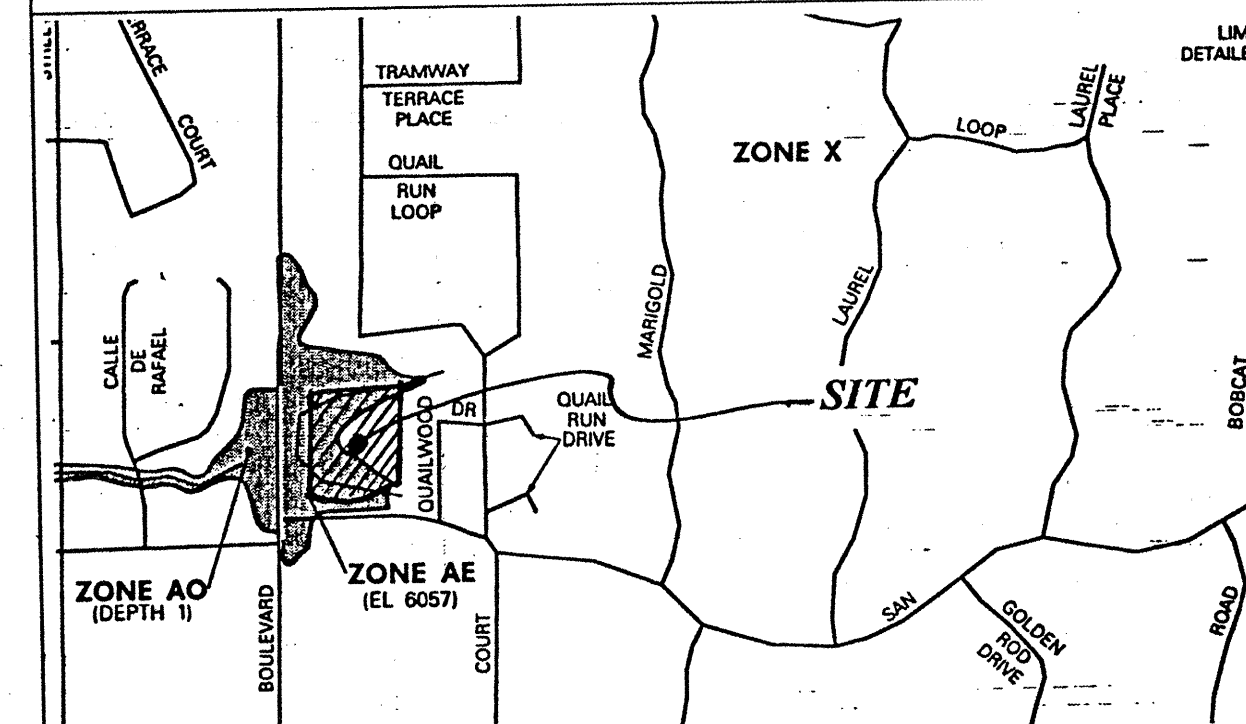 RRACE
COURT
TRAMWAY
TERRACE
PLACE
QUAIL
RUN
LOOP
ZONE X
LOOP
LAUREL
PLACE
LIM
DETAILE
CALLE
DE
RAFAEL
MARIGOLD
LAUREL
SITE
QUAILWOOD
DR
QUAIL
RUN
DRIVE
BOBCAT
ZONE AO
(DEPTH 1)
ZONE AE
(EL 6057)
BOULEVARD
COURT
SAN
GOLDEN
ROD
DRIVE
ROAD